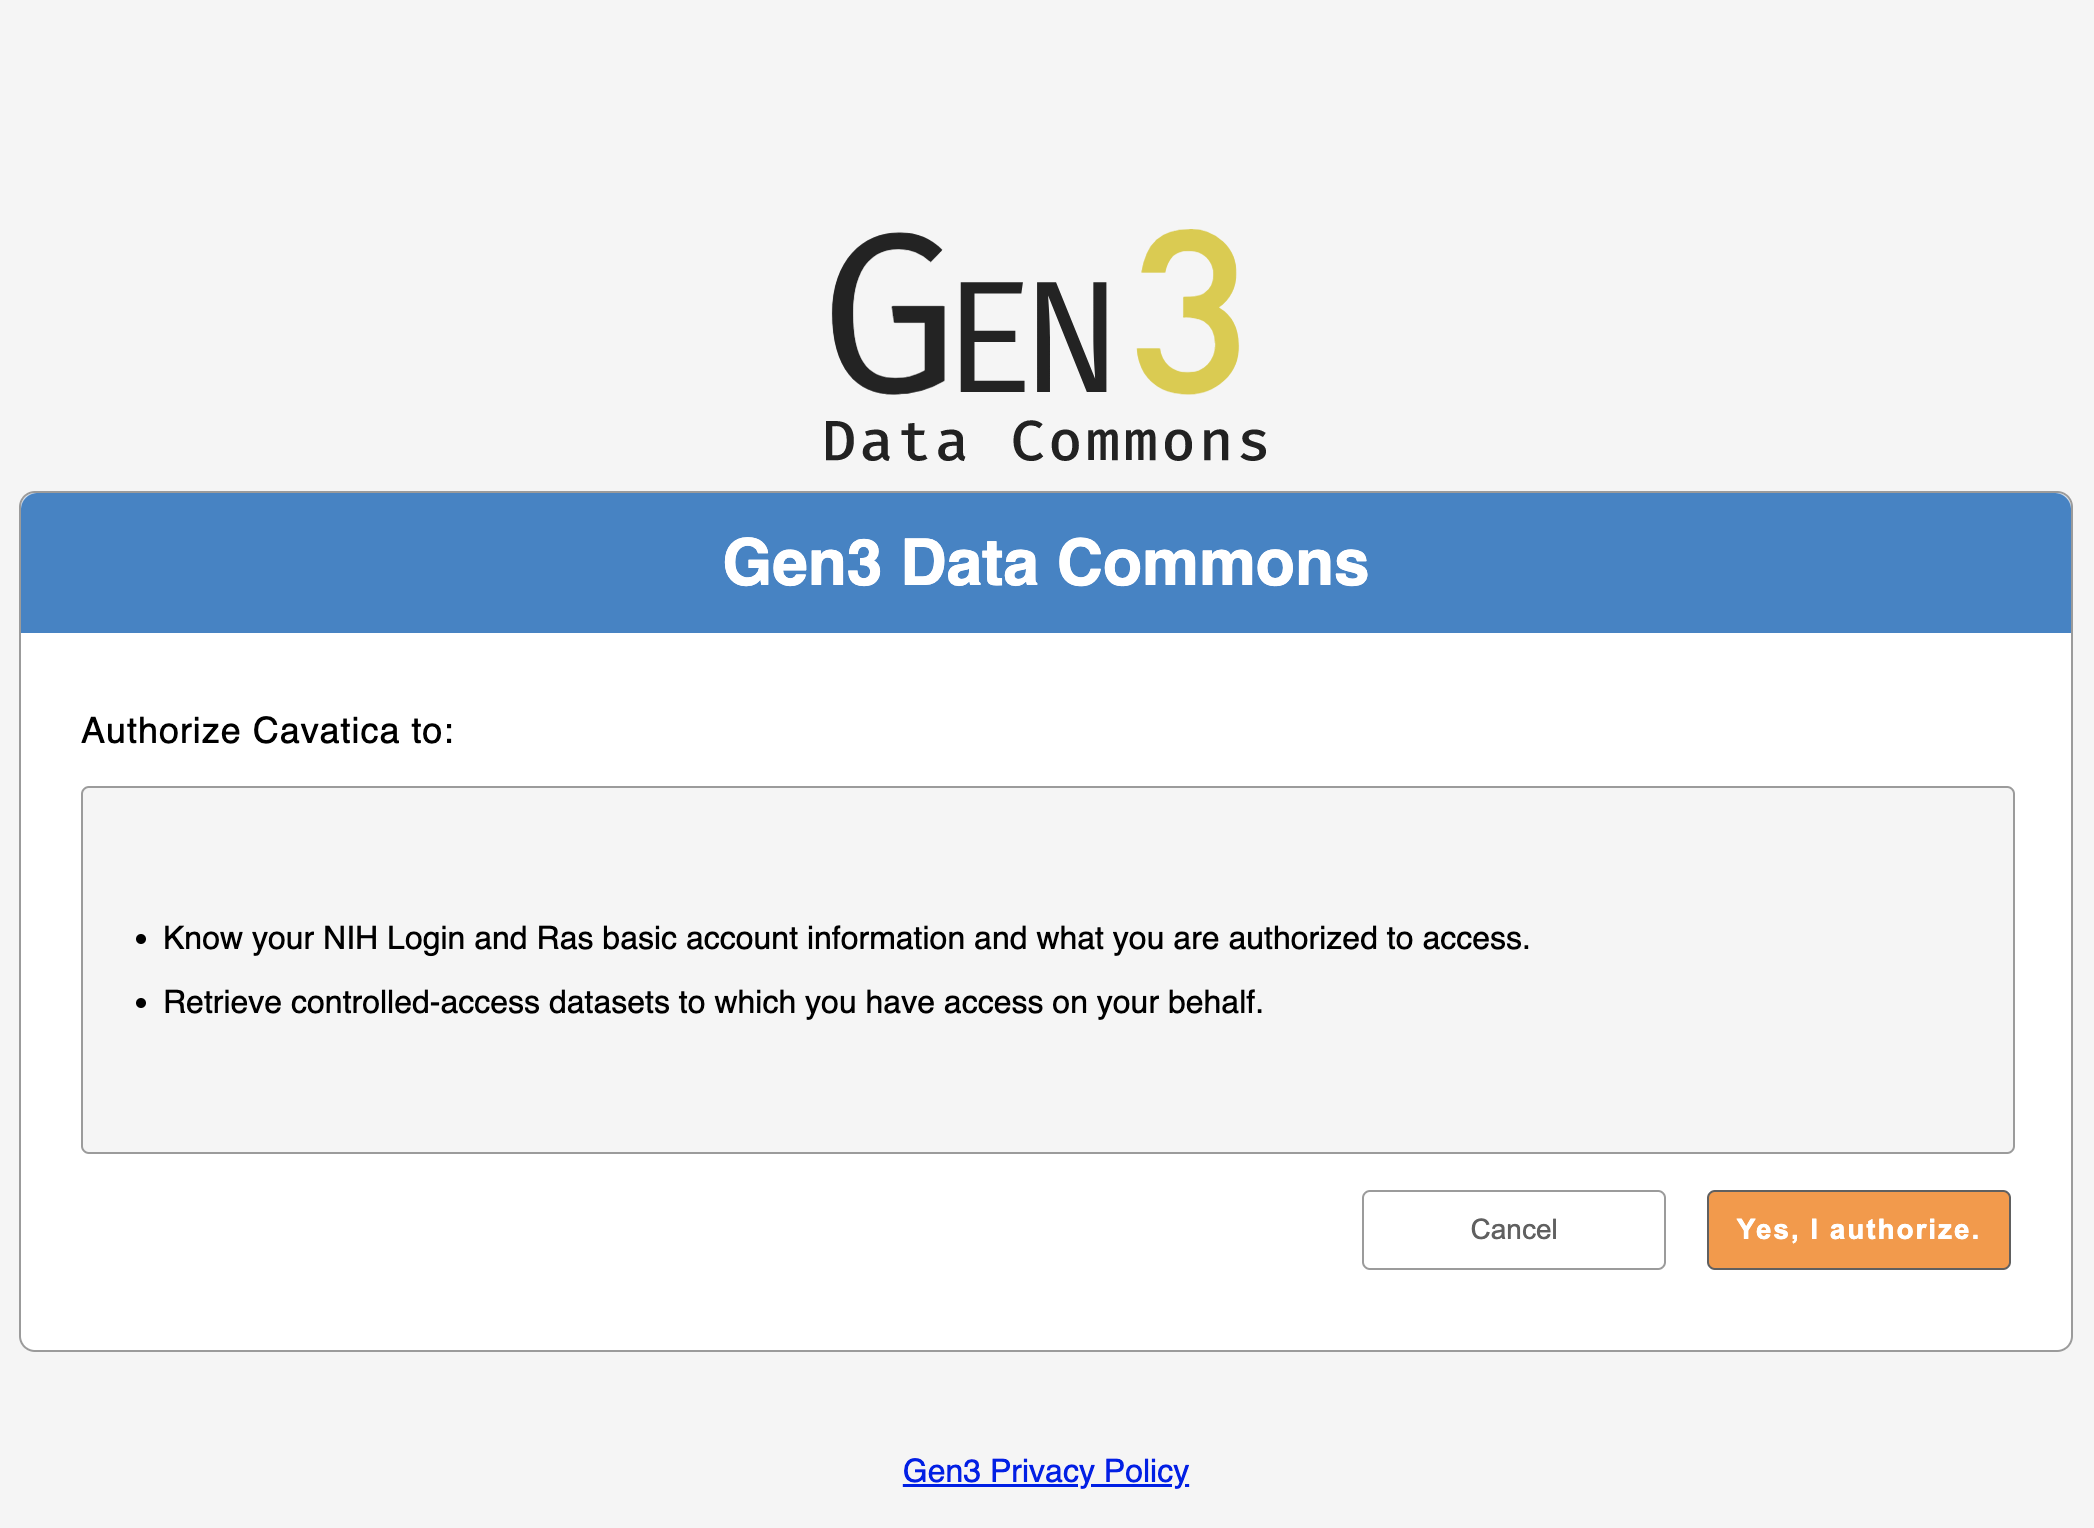 GEN3
Data Commons
Gen3 Data Commons
Authorize Cavatica to:
• Know your NIH Login and Ras basic account information and what you are authorized to access.
• Retrieve controlled-access datasets to which you have access on your behalf.
Cancel
Yes, I authorize.
Gen3 Privacy Policy